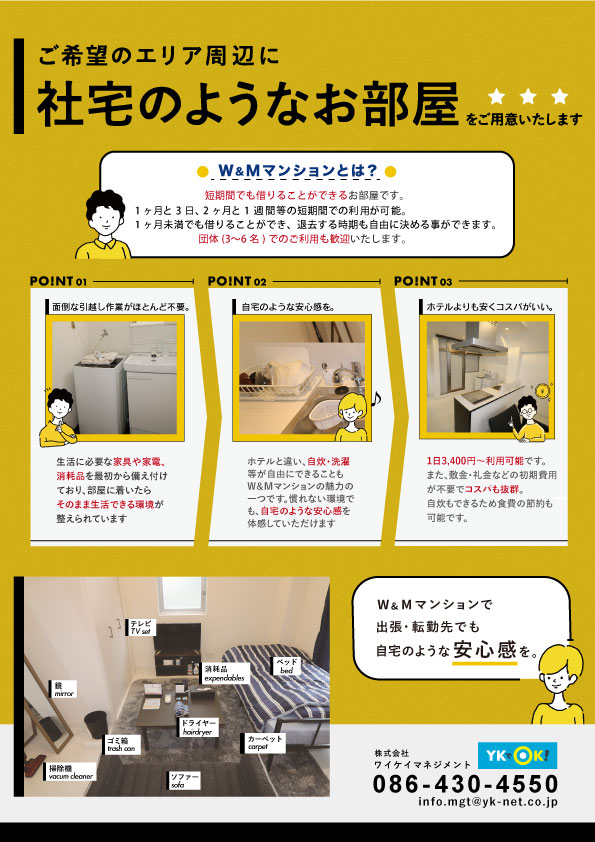 ご希望のエリア周辺に
社宅のようなお部屋をご用意いたします
W&Mマンションとは？
短期間でも借りることができるお部屋です。
1ヶ月と3日、2ヶ月と1週間等の短期間での利用が可能。
1ヶ月未満でも借りることができ、退去する時期も自由に決める事ができます。
団体(3〜6名)でのご利用も歓迎いたします。
PO!NT 01
面倒な引越し作業がほとんど不要。
生活に必要な家具や家電、
消耗品を最初から備え付け
ており、部屋に着いたら
そのまま生活できる環境が
整えられています
PO!NT 02
自宅のような安心感を。
ホテルと違い、自炊・洗濯
等が自由にできることも
W&Mマンションの魅力の
一つです。慣れない環境で
も、自宅のような安心感を
体感していただけます
PO!NT 03
ホテルよりも安くコスパがいい。
1日3,400円〜利用可能です。
また、敷金・礼金などの初期費用
が不要でコスパも抜群。
自炊もできるため食費の節約も
可能です。
テレビ
TV set
消耗品
expendables
ベッド
bed
鏡
mirror
ドライヤー
hairdryer
ゴミ箱
trash can
カーペット
carpet
掃除機
vacum cleaner
ソファー
sofa
W&Mマンションで
出張・転勤先でも
自宅のような安心感を。
株式会社
ワイケイマネジメント
YK-OK!
086-430-4550
info.mgt@yk-net.co.jp